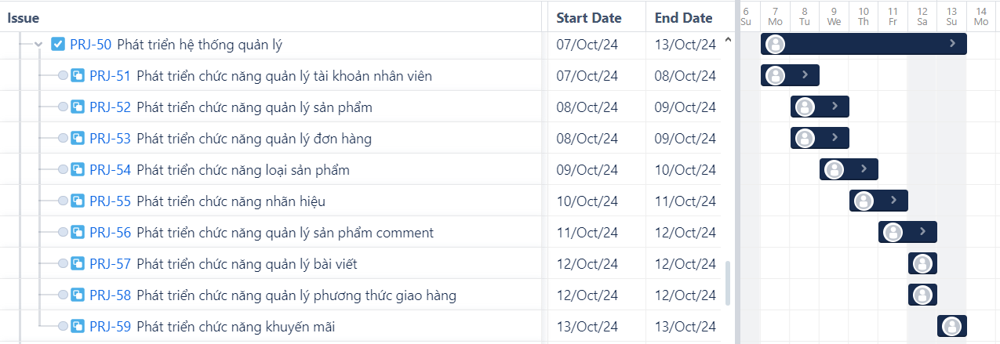 Issue Start Date End Date 6 7 8 9 10 11 12 13 14
Su Mo Tu We Th Fr Sa Su Mo
PRJ-50 Phát triển hệ thống quản lý 07/Oct/24 13/Oct/24
PRJ-51 Phát triển chức năng quản lý tài khoản nhân viên 07/Oct/24 08/Oct/24
PRJ-52 Phát triển chức năng quản lý sản phẩm 08/Oct/24 09/Oct/24
PRJ-53 Phát triển chức năng quản lý đơn hàng 08/Oct/24 09/Oct/24
PRJ-54 Phát triển chức năng loại sản phẩm 09/Oct/24 10/Oct/24
PRJ-55 Phát triển chức năng nhãn hiệu 10/Oct/24 11/Oct/24
PRJ-56 Phát triển chức năng quản lý sản phẩm comment 11/Oct/24 12/Oct/24
PRJ-57 Phát triển chức năng quản lý bài viết 12/Oct/24 12/Oct/24
PRJ-58 Phát triển chức năng quản lý phương thức giao hàng 12/Oct/24 12/Oct/24
PRJ-59 Phát triển chức năng khuyến mãi 13/Oct/24 13/Oct/24